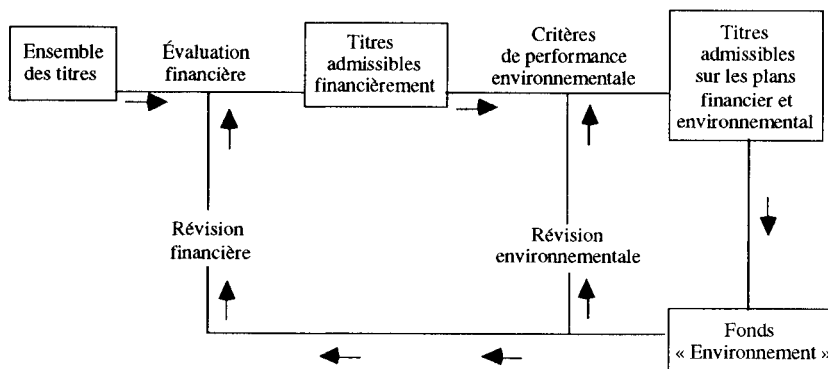 Ensemble
des titres
Évaluation
financière
Titres
admissibles
financièrement
Critères
de performance
environnementale
Titres
admissibles
sur les plans
financier et
environnemental
Révision
financière
Révision
environnementale
Fonds
« Environnement »